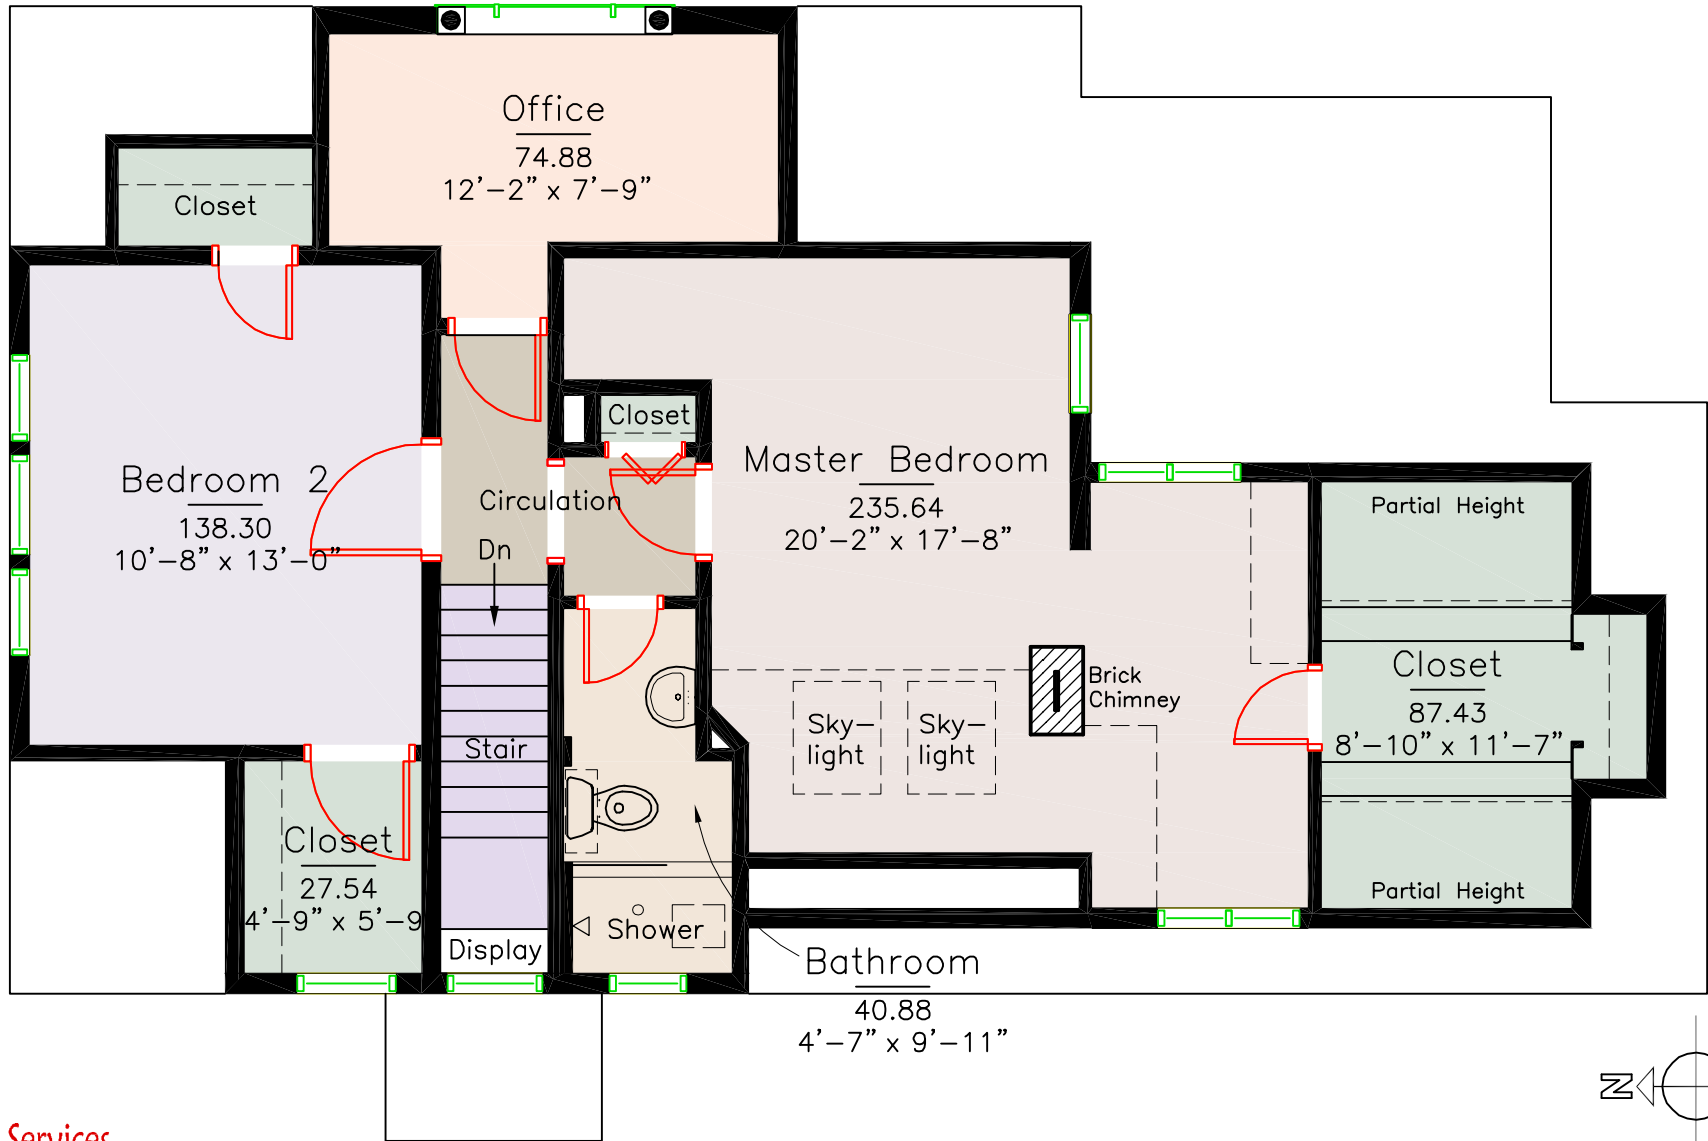 Office
74.88
12'-2" x 7'-9"
Closet
Closet
Bedroom 2
138.30
10'-8" x 13'-0"
Circulation
Dn
Master Bedroom
235.64
20'-2" x 17'-8"
Partial Height
Brick
Chimney
Closet
87.43
8'-10" x 11'-7"
Sky-
light
Sky-
light
Stair
Closet
27.54
4'-9" x 5'-9
Partial Height
Shower
Display
Bathroom
40.88
4'-7" x 9'-11"
N
Services